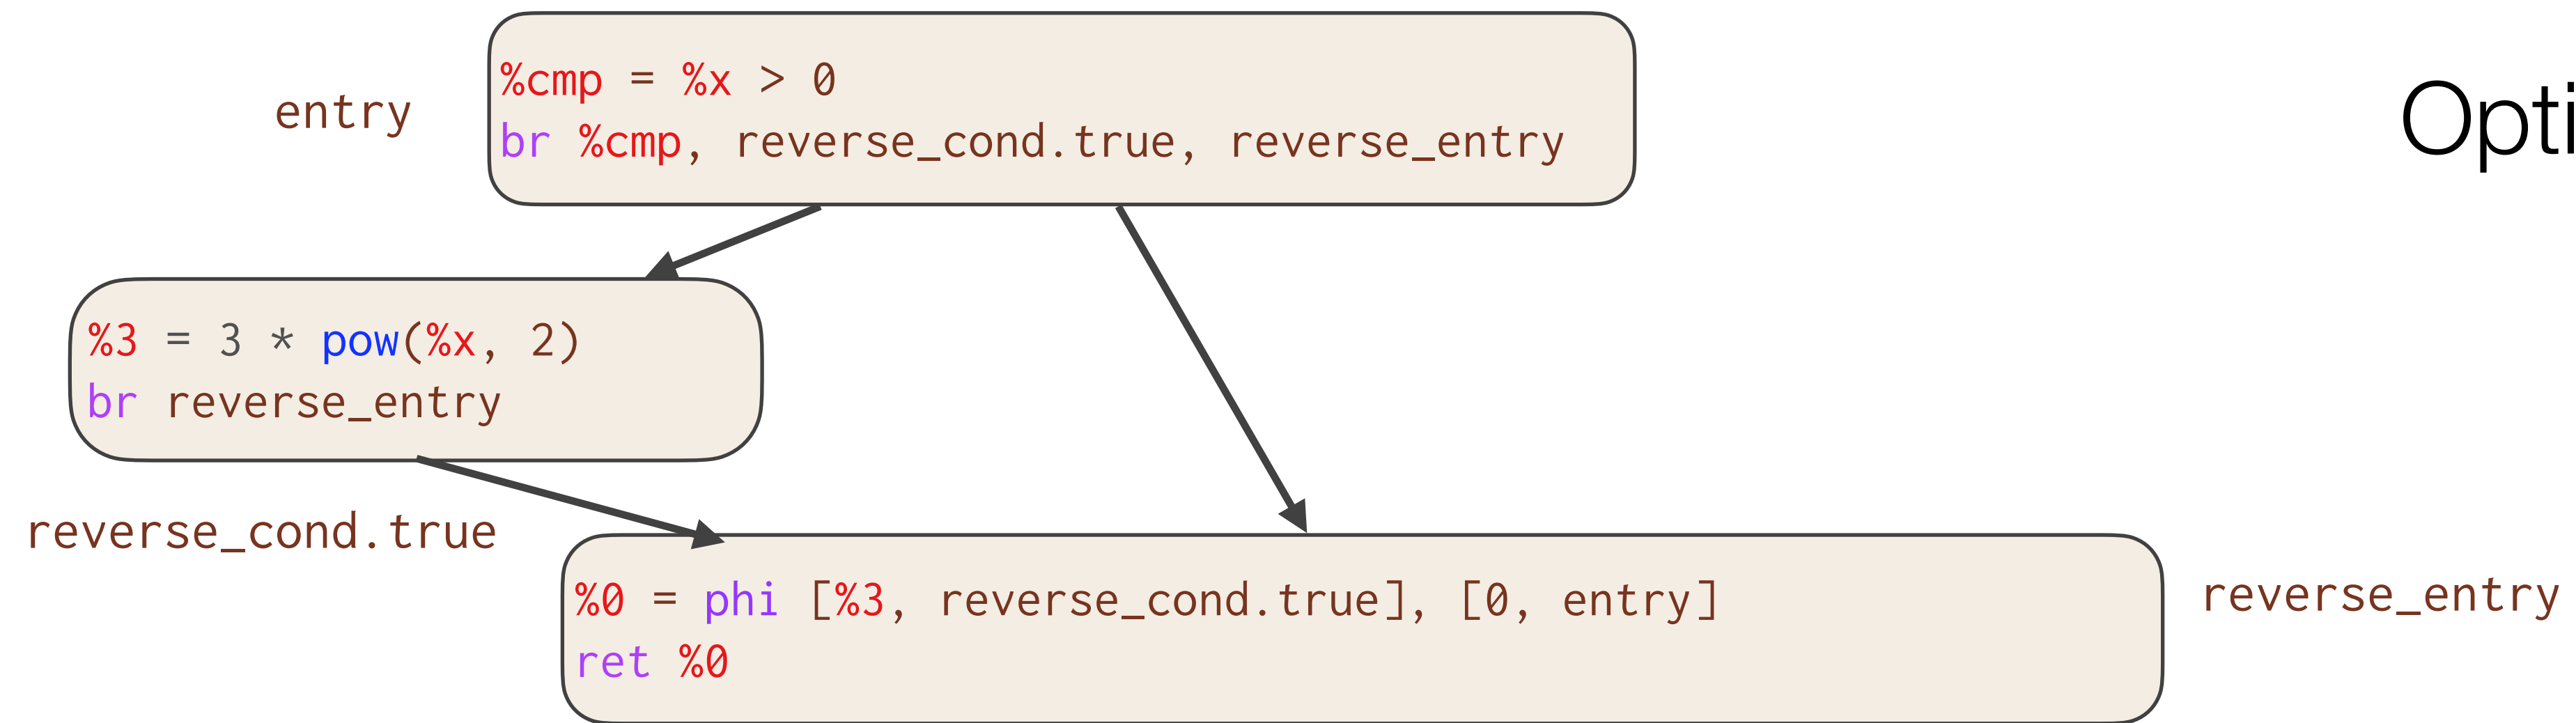 entry
%cmp = %x > 0
br %cmp, reverse_cond.true, reverse_entry
Opti
%3 = 3 * pow(%x, 2)
br reverse_entry
reverse_cond.true
%0 = phi [%3, reverse_cond.true], [0, entry]
ret %0
reverse_entry